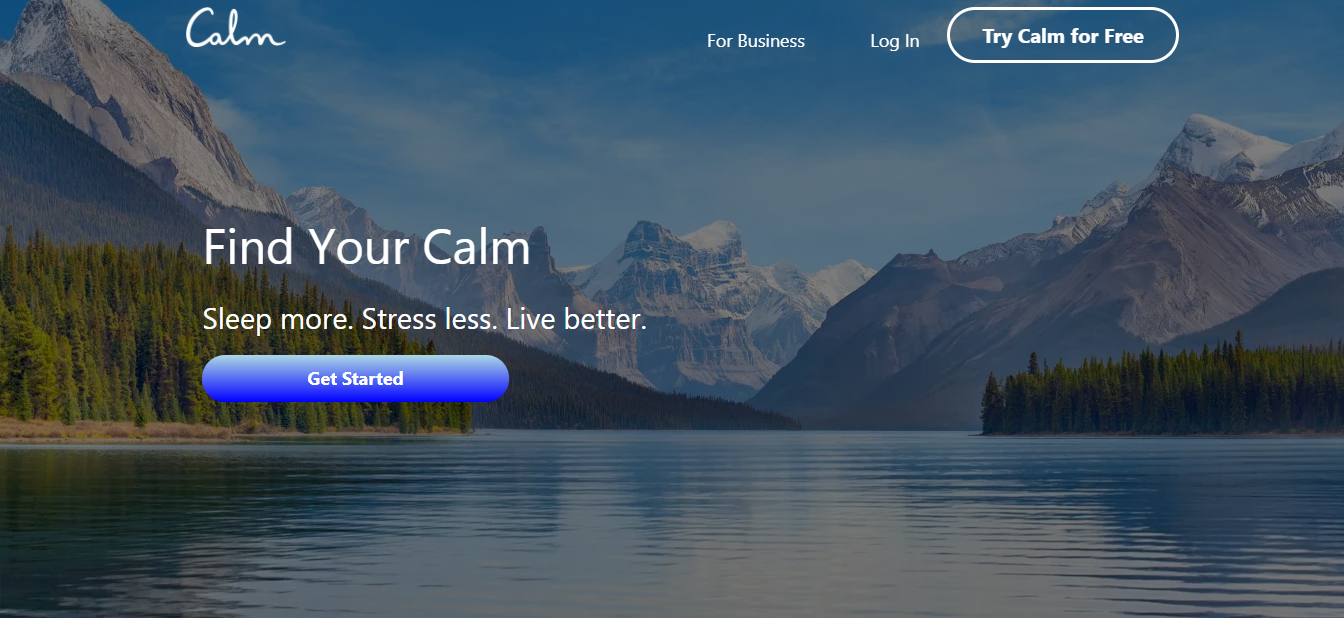 Calm
For Business
Log In
Try Calm for Free
Find Your Calm
Sleep more. Stress less. Live better.
Get Started